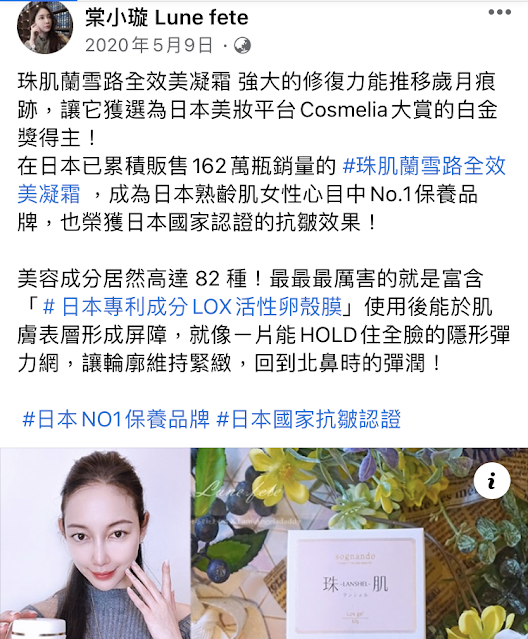 棠小璇 Lune fete
2020年5月9日 ·
珠肌蘭雪路全效美凝霜 強大的修復力能推移歲月痕
跡，讓它獲選為日本美妝平台Cosmelia大賞的白金
獎得主！
在日本已累積販售162萬瓶銷量的 #珠肌蘭雪路全效
美凝霜 ，成為日本熟齡肌女性心目中No.1保養品
牌，也榮獲日本國家認證的抗皺效果！
美容成分居然高達 82 種！最最最厲害的就是富含
「＃日本專利成分LOX活性卵殼膜」使用後能於肌
膚表層形成屏障，就像一片能HOLD住全臉的隱形彈
力網，讓輪廓維持緊緻，回到北鼻時的彈潤！
#日本NO1保養品牌 #日本國家抗皺認證
Lune fete
sognando
珠 -LANSHEL- 肌